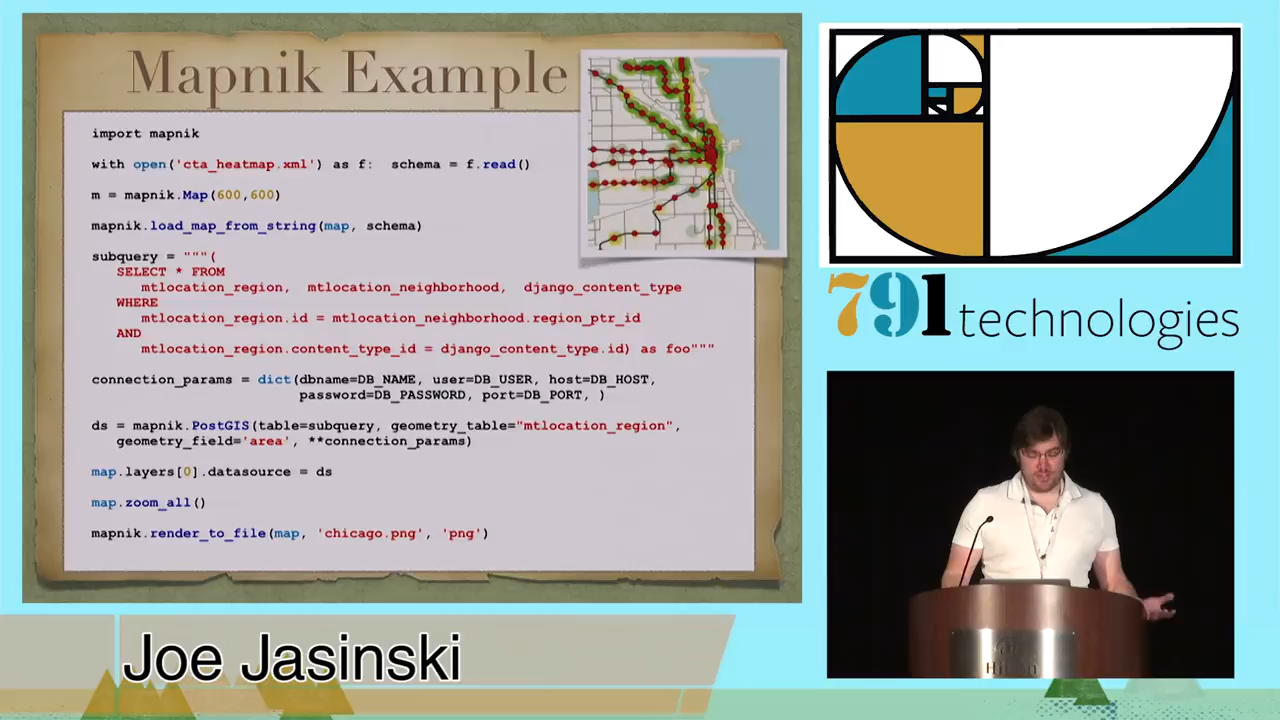 Mapnik Example
import mapnik
with open('cta_heatmap.xml') as f:  schema = f.read()
m = mapnik.Map(600,600)
mapnik.load_map_from_string(map, schema)
subquery = """(
SELECT * FROM
mtlocation_region,  mtlocation_neighborhood,  django_content_type
WHERE
mtlocation_region.id = mtlocation_neighborhood.region_ptr_id
AND
mtlocation_region.content_type_id = django_content_type.id) as foo"""
connection_params = dict(dbname=DB_NAME, user=DB_USER, host=DB_HOST,
password=DB_PASSWORD, port=DB_PORT, )
ds = mapnik.PostGIS(table=subquery, geometry_table="mtlocation_region",
geometry_field='area', **connection_params)
map.layers[0].datasource = ds
map.zoom_all()
mapnik.render_to_file(map, 'chicago.png', 'png')
791 technologies
Joe Jasinski